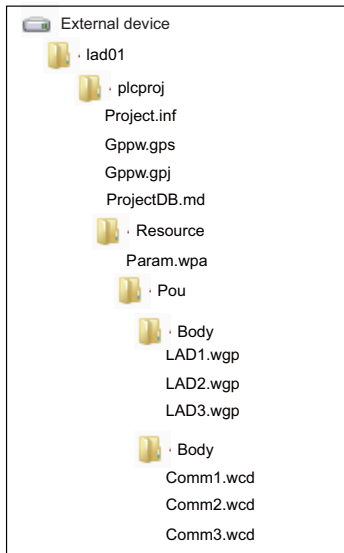 External device
lad01
plcproj
Project.inf
Gppw.gps
Gppw.gpj
ProjectDB.md
Resource
Param.wpa
Pou
Body
LAD1.wgp
LAD2.wgp
LAD3.wgp
Body
Comm1.wcd
Comm2.wcd
Comm3.wcd